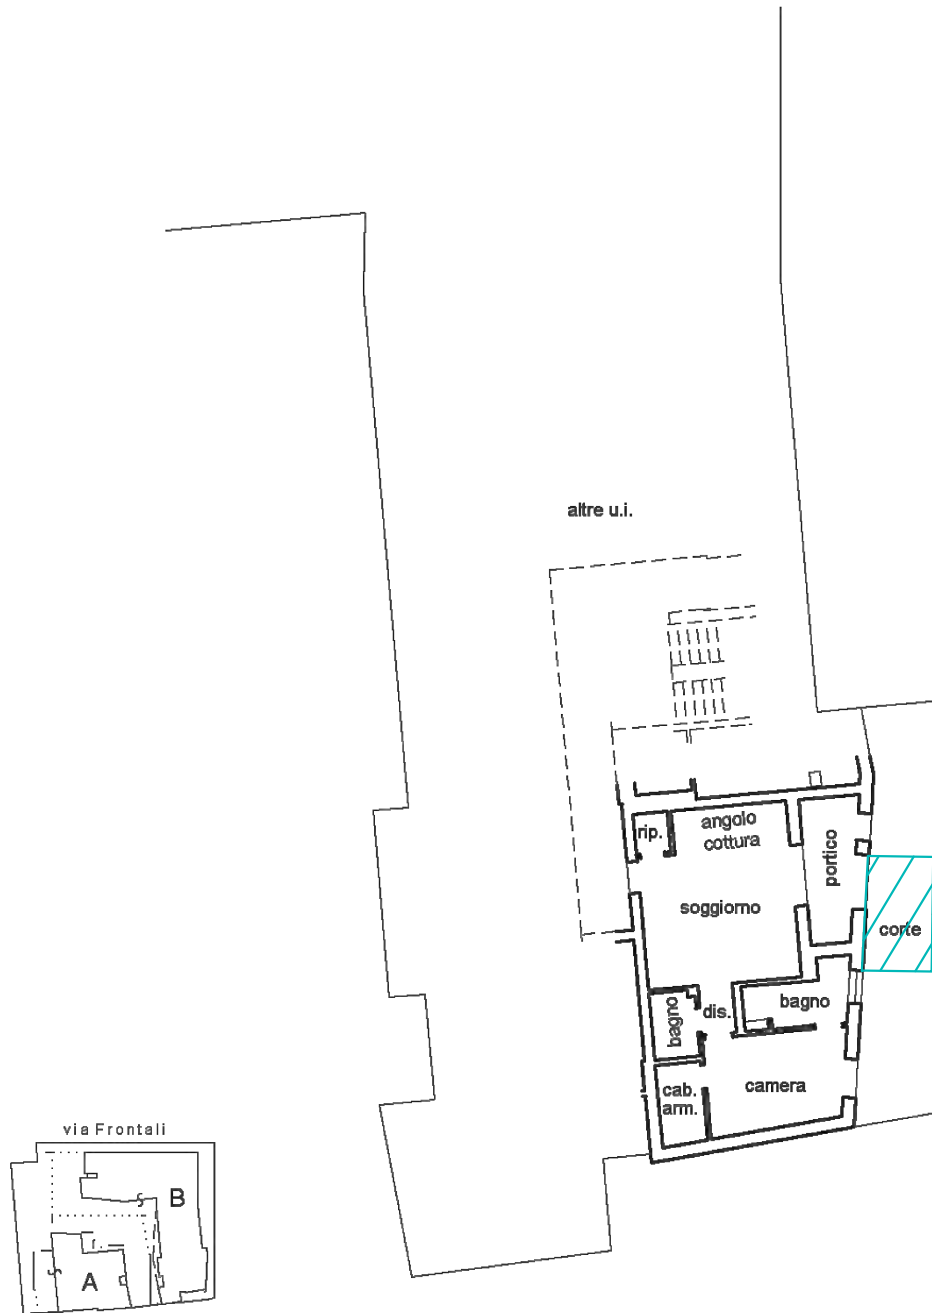 altre u.i.
rip.
angolo
cottura
portico
soggiorno
corte
bagno
dis.
bagno
cab.
arm.
camera
via Frontali
B
A